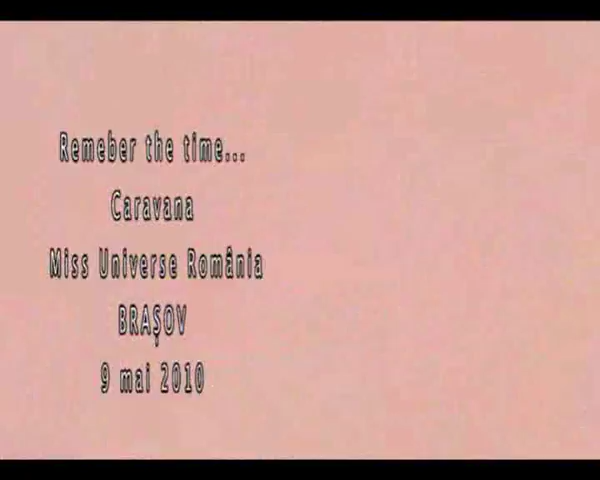 Remeber the time...
Caravana
Miss Universe România
BRAȘOV
9 mai 2010